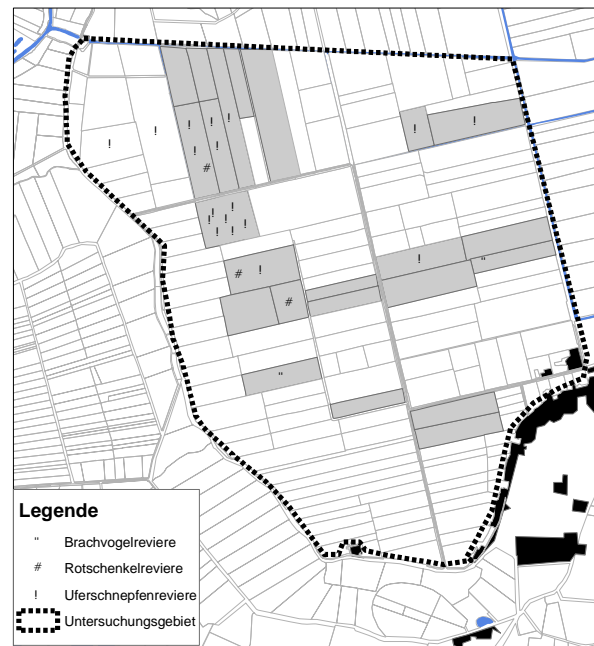 Legende
" Brachvogelreviere
# Rotschenkelreviere
! Uferschnepfenreviere
Untersuchungsgebiet